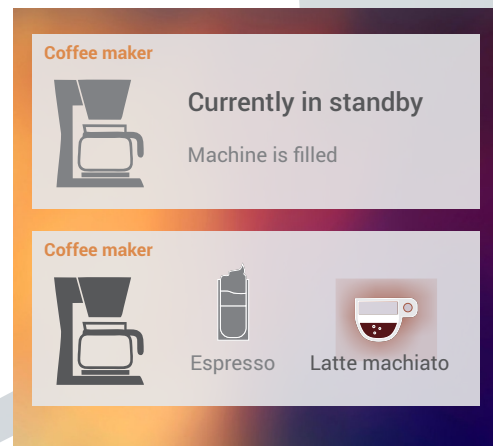 Coffee maker
Currently in standby
Machine is filled
Coffee maker
Espresso
Latte machiato